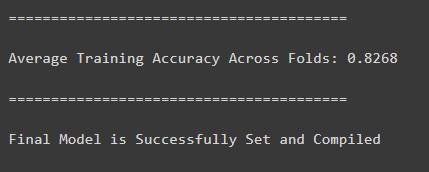 ========================================
Average Training Accuracy Across Folds: 0.8268
========================================
Final Model is Successfully Set and Compiled